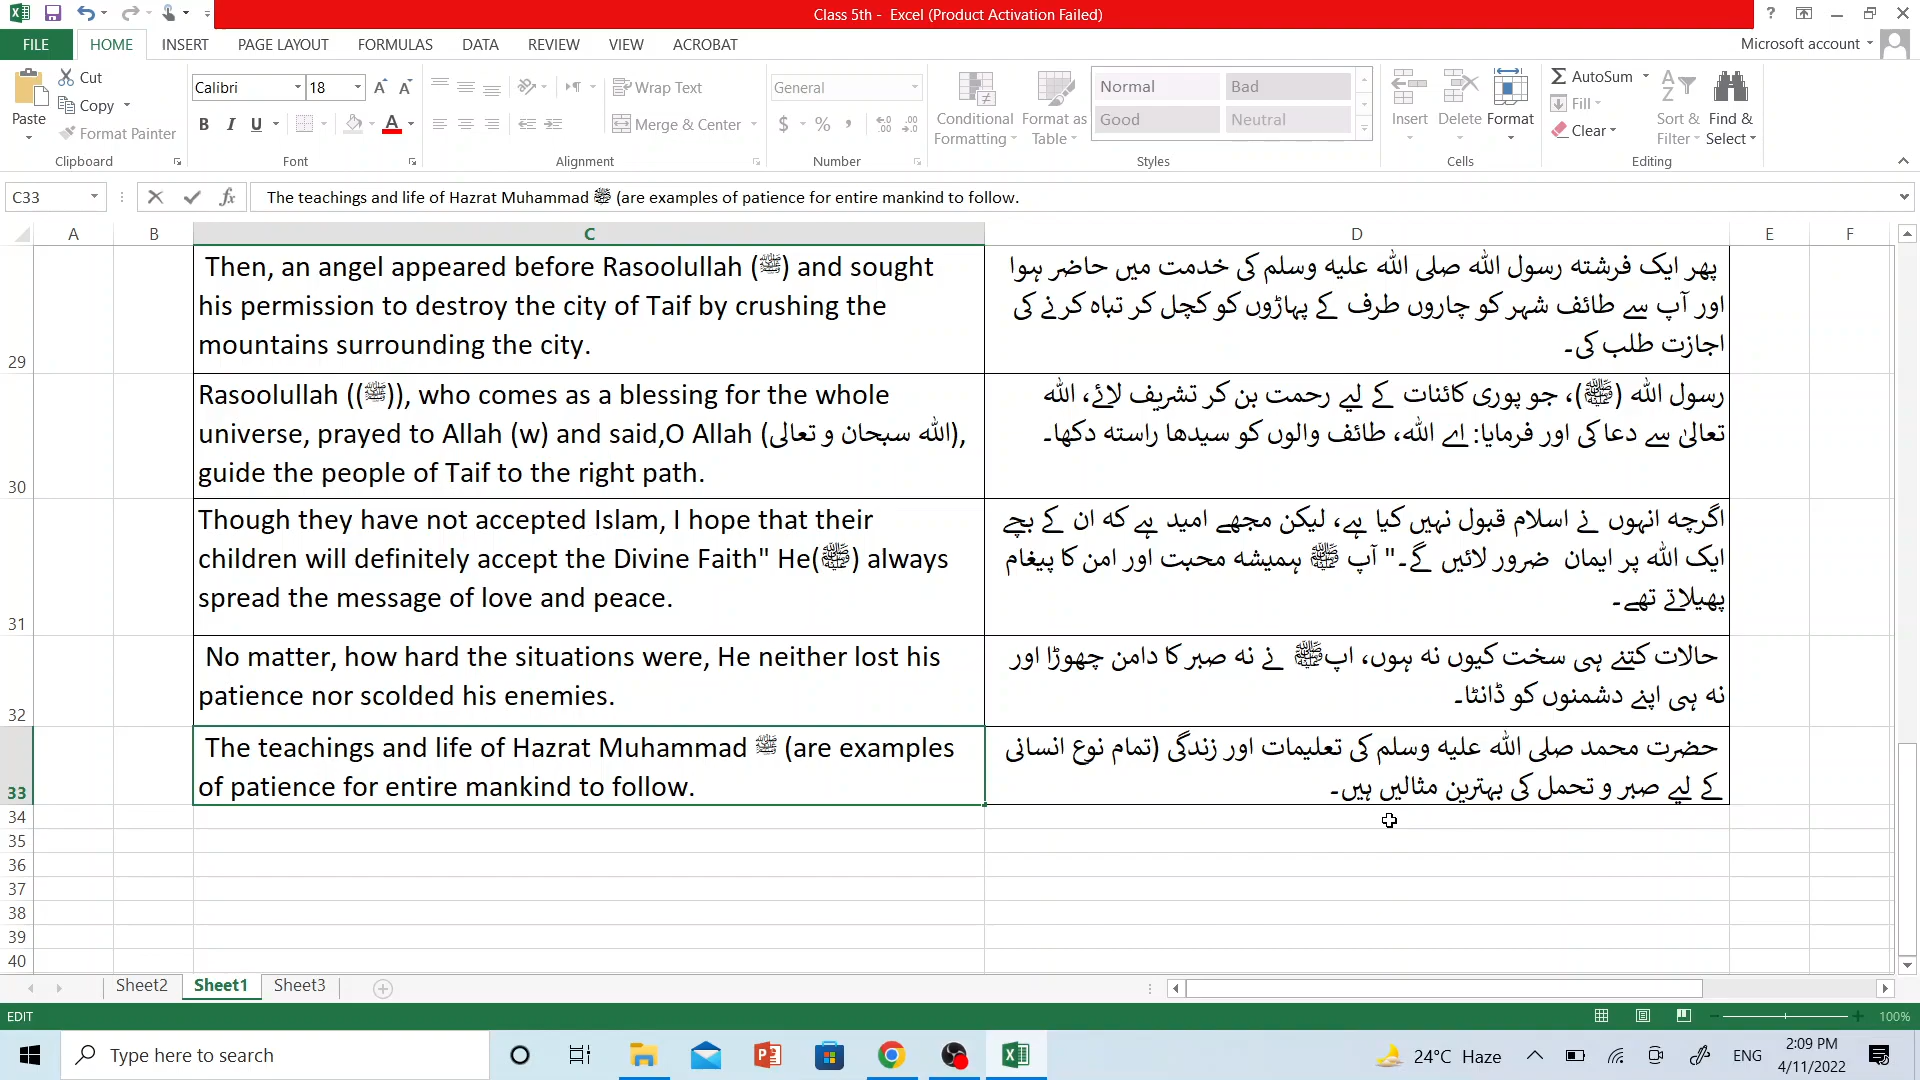 Class 5th - Excel (Product Activation Failed)
FILE HOME INSERT PAGE LAYOUT FORMULAS DATA REVIEW VIEW ACROBAT Microsoft account
Paste Cut Copy Format Painter Clipboard
Calibri 18 B I U A Font
Wrap Text Merge & Center Alignment
General $ % , Number
Conditional Formatting Format as Table Normal Bad Good Neutral Styles
Insert Delete Format Cells
AutoSum Fill Clear Sort & Filter Find & Select Editing
C33 fx The teachings and life of Hazrat Muhammad ﷺ (are examples of patience for entire mankind to follow.
A B C D E F
29
Then, an angel appeared before Rasoolullah (ﷺ) and sought
his permission to destroy the city of Taif by crushing the
mountains surrounding the city.
پھر ایک فرشتہ رسول اللہ صلی اللہ علیہ وسلم کی خدمت میں حاضر ہوا
اور آپ سے طائف شہر کو چاروں طرف کے پہاڑوں کو کچل کر تباہ کرنے کی
اجازت طلب کی۔
30
Rasoolullah ((ﷺ)), who comes as a blessing for the whole
universe, prayed to Allah (w) and said,O Allah (اللہ سبحان و تعالی),
guide the people of Taif to the right path.
رسول اللہ (ﷺ)، جو پوری کائنات کے لیے رحمت بن کر تشریف لائے، اللہ
تعالیٰ سے دعا کی اور فرمایا: اے اللہ، طائف والوں کو سیدھا راستہ دکھا۔
31
Though they have not accepted Islam, I hope that their
children will definitely accept the Divine Faith" He(ﷺ) always
spread the message of love and peace.
اگرچہ انہوں نے اسلام قبول نہیں کیا ہے، لیکن مجھے امید ہے کہ ان کے بچے
ایک اللہ پر ایمان ضرور لائیں گے۔" آپ ﷺ ہمیشہ محبت اور امن کا پیغام
پھیلاتے تھے۔
32
No matter, how hard the situations were, He neither lost his
patience nor scolded his enemies.
حالات کتنے ہی سخت کیوں نہ ہوں، اپﷺ نے نہ صبر کا دامن چھوڑا اور
نہ ہی اپنے دشمنوں کو ڈانٹا۔
33
The teachings and life of Hazrat Muhammad ﷺ (are examples
of patience for entire mankind to follow.
حضرت محمد صلی اللہ علیہ وسلم کی تعلیمات اور زندگی (تمام نوع انسانی
کے لیے صبر و تحمل کی بہترین مثالیں ہیں۔
34
35
36
37
38
39
40
Sheet2 Sheet1 Sheet3
EDIT 100%
Type here to search 24°C Haze ENG 2:09 PM
4/11/2022